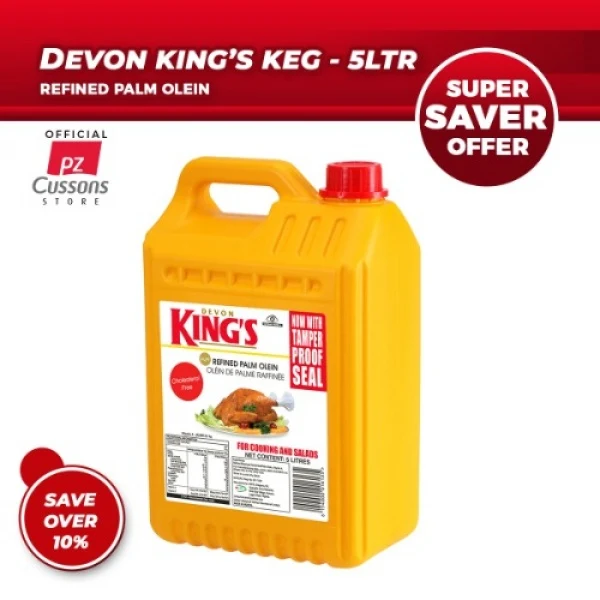 DEVON KING'S KEG - 5LTR
REFINED PALM OLEIN
SUPER
SAVER
OFFER
OFFICIAL
PZ
Cussons
STORE
DEVON
KING'S
REFINED PALM OLEIN
OLÉIN DE PALME RAFFINÉE
Cholesterol
Free
NOW WITH
TAMPER
PROOF
SEAL
FOR COOKING AND SALADS
NET CONTENT: 5 LITRES
SAVE
OVER
10%